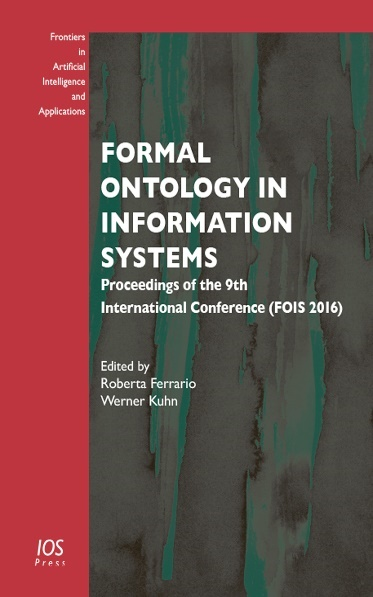 Frontiers
in
Artificial
Intelligence
and
Applications
FORMAL
ONTOLOGY IN
INFORMATION
SYSTEMS
Proceedings of the 9th
International Conference (FOIS 2016)
Edited by
Roberta Ferrario
Werner Kuhn
IOS
Press